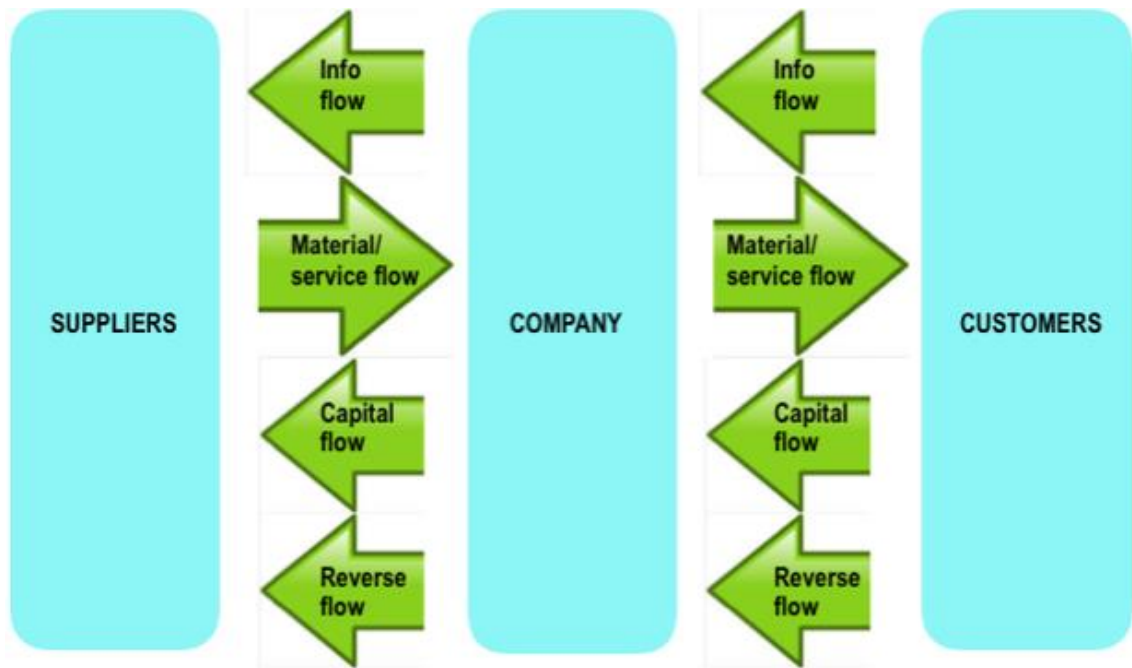 Info
flow
Info
flow
Material/
service flow
Material/
service flow
SUPPLIERS
COMPANY
CUSTOMERS
Capital
flow
Capital
flow
Reverse
flow
Reverse
flow